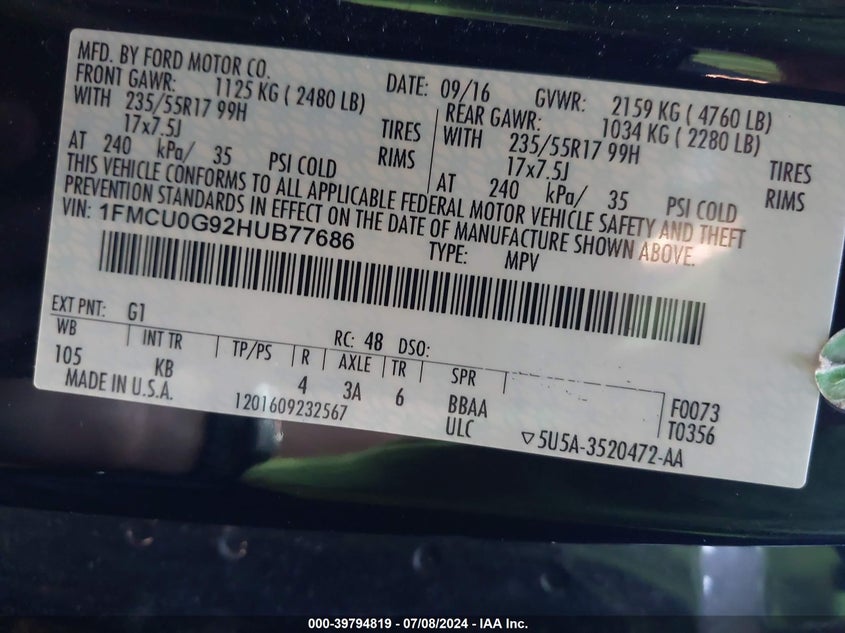 MFD. BY FORD MOTOR CO.
DATE: 09/16 GVWR: 2159 KG ( 4760 LB)
FRONT GAWR: 1125 KG ( 2480 LB)
WITH 235/55R17 99H TIRES
17x7.5J RIMS
AT 240 kPa/ 35 PSI COLD
REAR GAWR: 1034 KG ( 2280 LB)
WITH 235/55R17 99H TIRES
17x7.5J RIMS
AT 240 kPa/ 35 PSI COLD
THIS VEHICLE CONFORMS TO ALL APPLICABLE FEDERAL MOTOR VEHICLE SAFETY AND THEFT
PREVENTION STANDARDS IN EFFECT ON THE DATE OF MANUFACTURE SHOWN ABOVE.
VIN: 1FMCU0G92HUB77686
TYPE: MPV
EXT PNT: G1 RC: 48 DSO:
WB INT TR TP/PS R AXLE TR SPR
105 KB 4 3A 6 BBAA F0073
MADE IN U.S.A. 1201609232567 ULC T0356
▽5U5A-3520472-AA
000-39794819 - 07/08/2024 - IAA Inc.